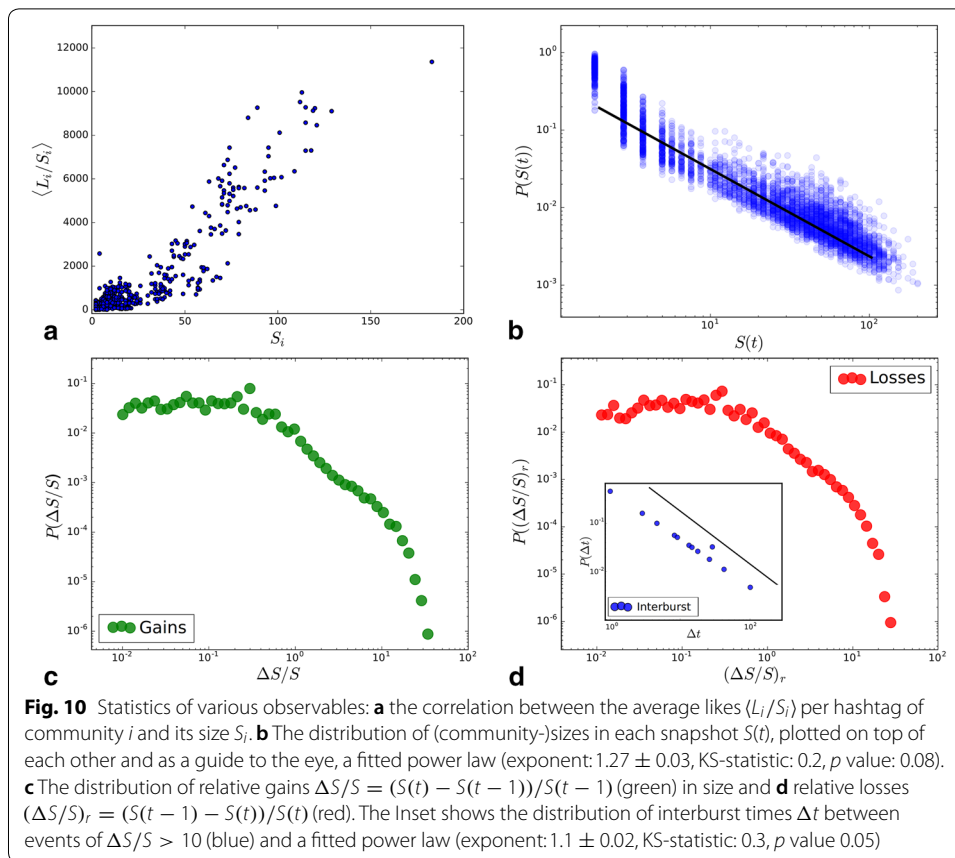 12000
10000
8000
6000
4000
2000
0
⟨L_i/S_i⟩
0 50 100 150 200
a
S_i
10^0
10^-1
10^-2
10^-3
P(S(t))
10^1 10^2
b
S(t)
10^-1
10^-2
10^-3
10^-4
10^-5
10^-6
P(ΔS/S)
Gains
10^-2 10^-1 10^0 10^1 10^2
c
ΔS/S
10^-1
10^-2
10^-3
10^-4
10^-5
10^-6
P((ΔS/S)_r)
Losses
10^-1
10^-2
P(Δt)
Interburst
10^0 10^2
Δt
10^-2 10^-1 10^0 10^1 10^2
d
(ΔS/S)_r
Fig. 10 Statistics of various observables: a the correlation between the average likes ⟨L_i/S_i⟩ per hashtag of
community i and its size S_i. b The distribution of (community-)sizes in each snapshot S(t), plotted on top of
each other and as a guide to the eye, a fitted power law (exponent: 1.27 ± 0.03, KS-statistic: 0.2, p value: 0.08).
c The distribution of relative gains ΔS/S = (S(t) − S(t − 1))/S(t − 1) (green) in size and d relative losses
(ΔS/S)_r = (S(t − 1) − S(t))/S(t) (red). The Inset shows the distribution of interburst times Δt between
events of ΔS/S > 10 (blue) and a fitted power law (exponent: 1.1 ± 0.02, KS-statistic: 0.3, p value 0.05)